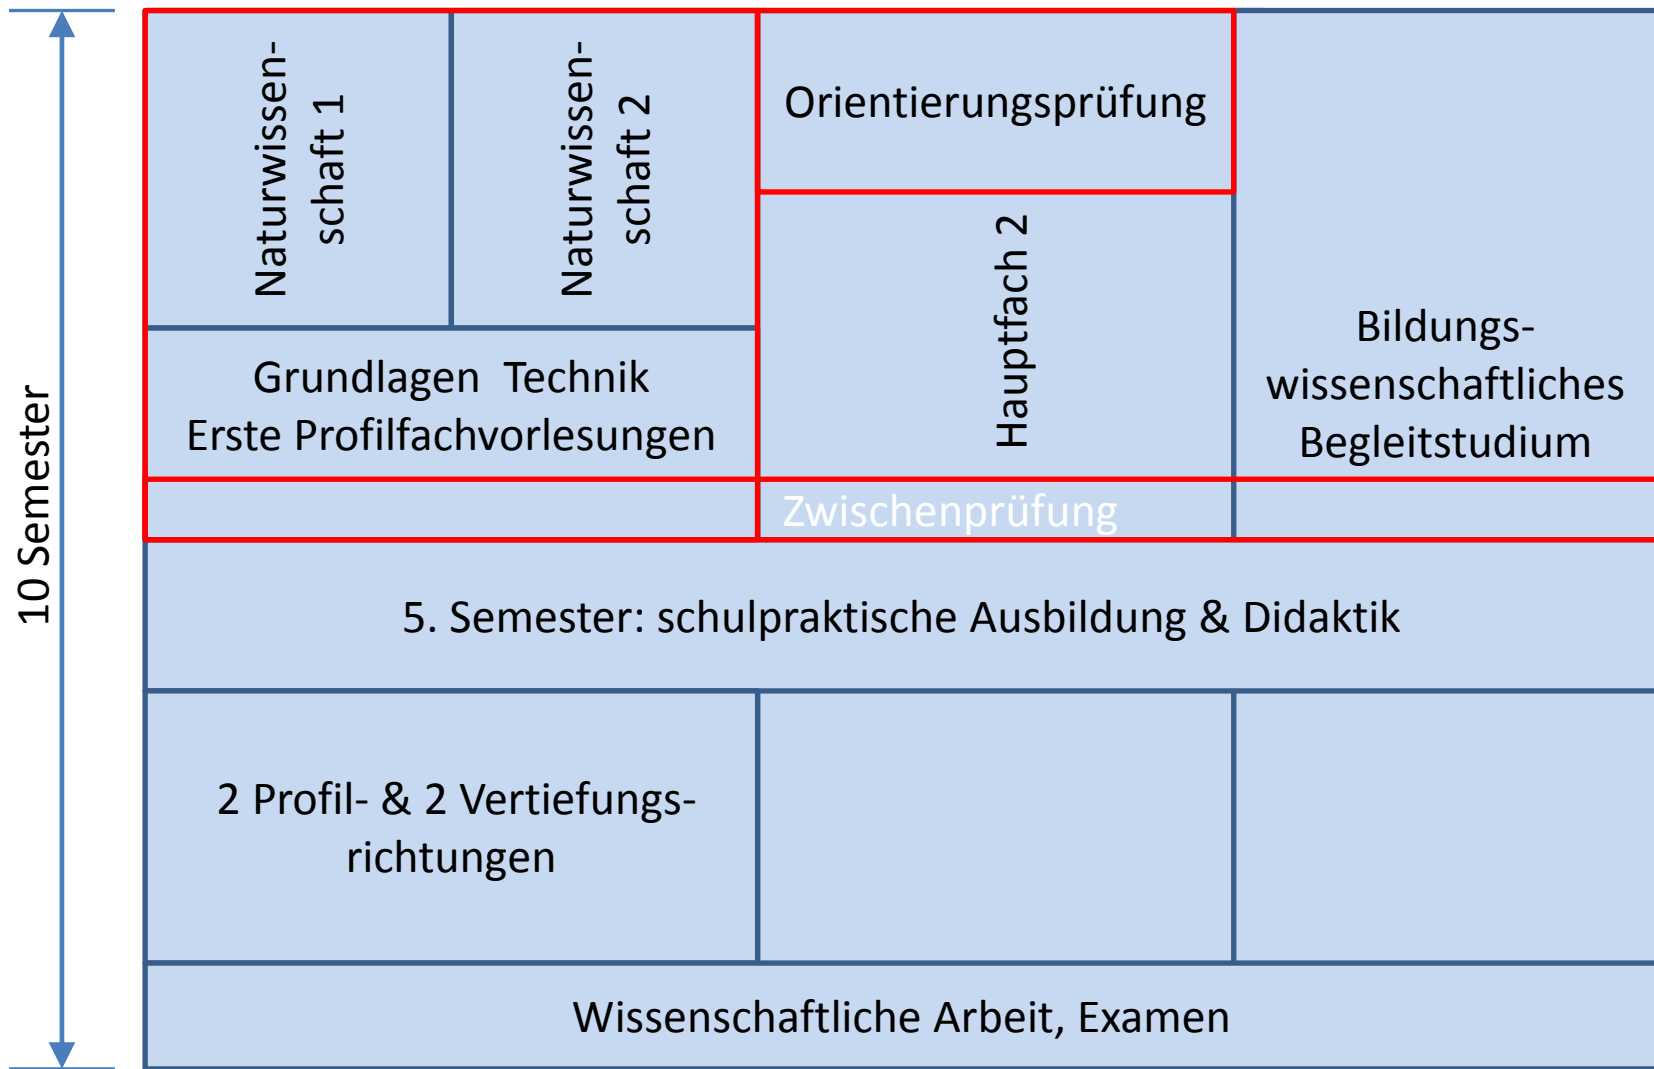 10 Semester
Naturwissen-
schaft 1
Naturwissen-
schaft 2
Orientierungsprüfung
Hauptfach 2
Bildungs-
wissenschaftliches
Begleitstudium
Grundlagen  Technik
Erste Profilfachvorlesungen
Zwischenprüfung
5. Semester: schulpraktische Ausbildung & Didaktik
2 Profil- & 2 Vertiefungs-
richtungen
Wissenschaftliche Arbeit, Examen